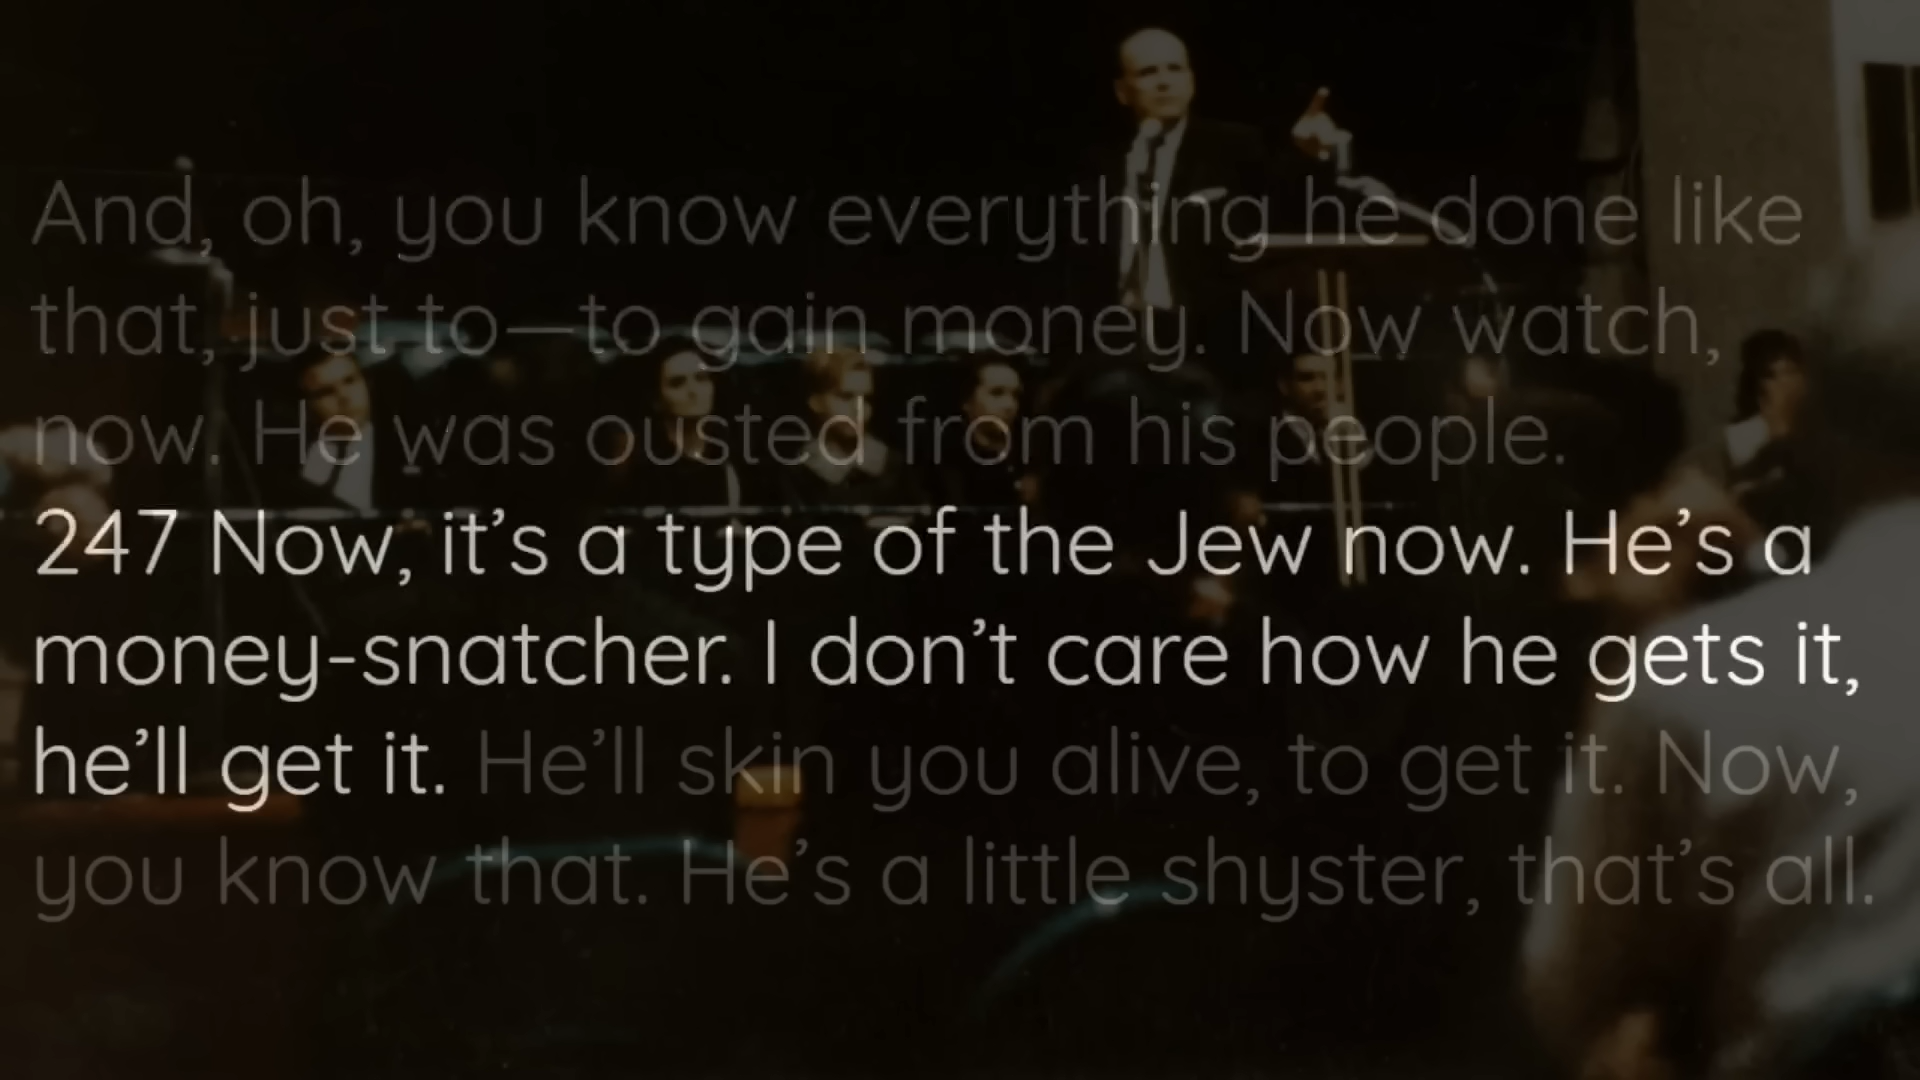 And, oh, you know everything he done like
that, just to—to gain money. Now watch,
now. He was ousted from his people.
247 Now, it’s a type of the Jew now. He’s a
money-snatcher. I don’t care how he gets it,
he’ll get it. He’ll skin you alive, to get it. Now,
you know that. He’s a little shyster, that’s all.